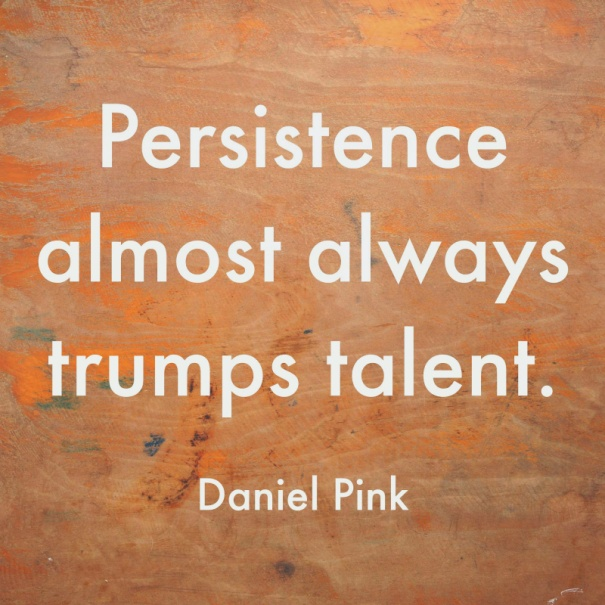 Persistence
almost always
trumps talent.
Daniel Pink